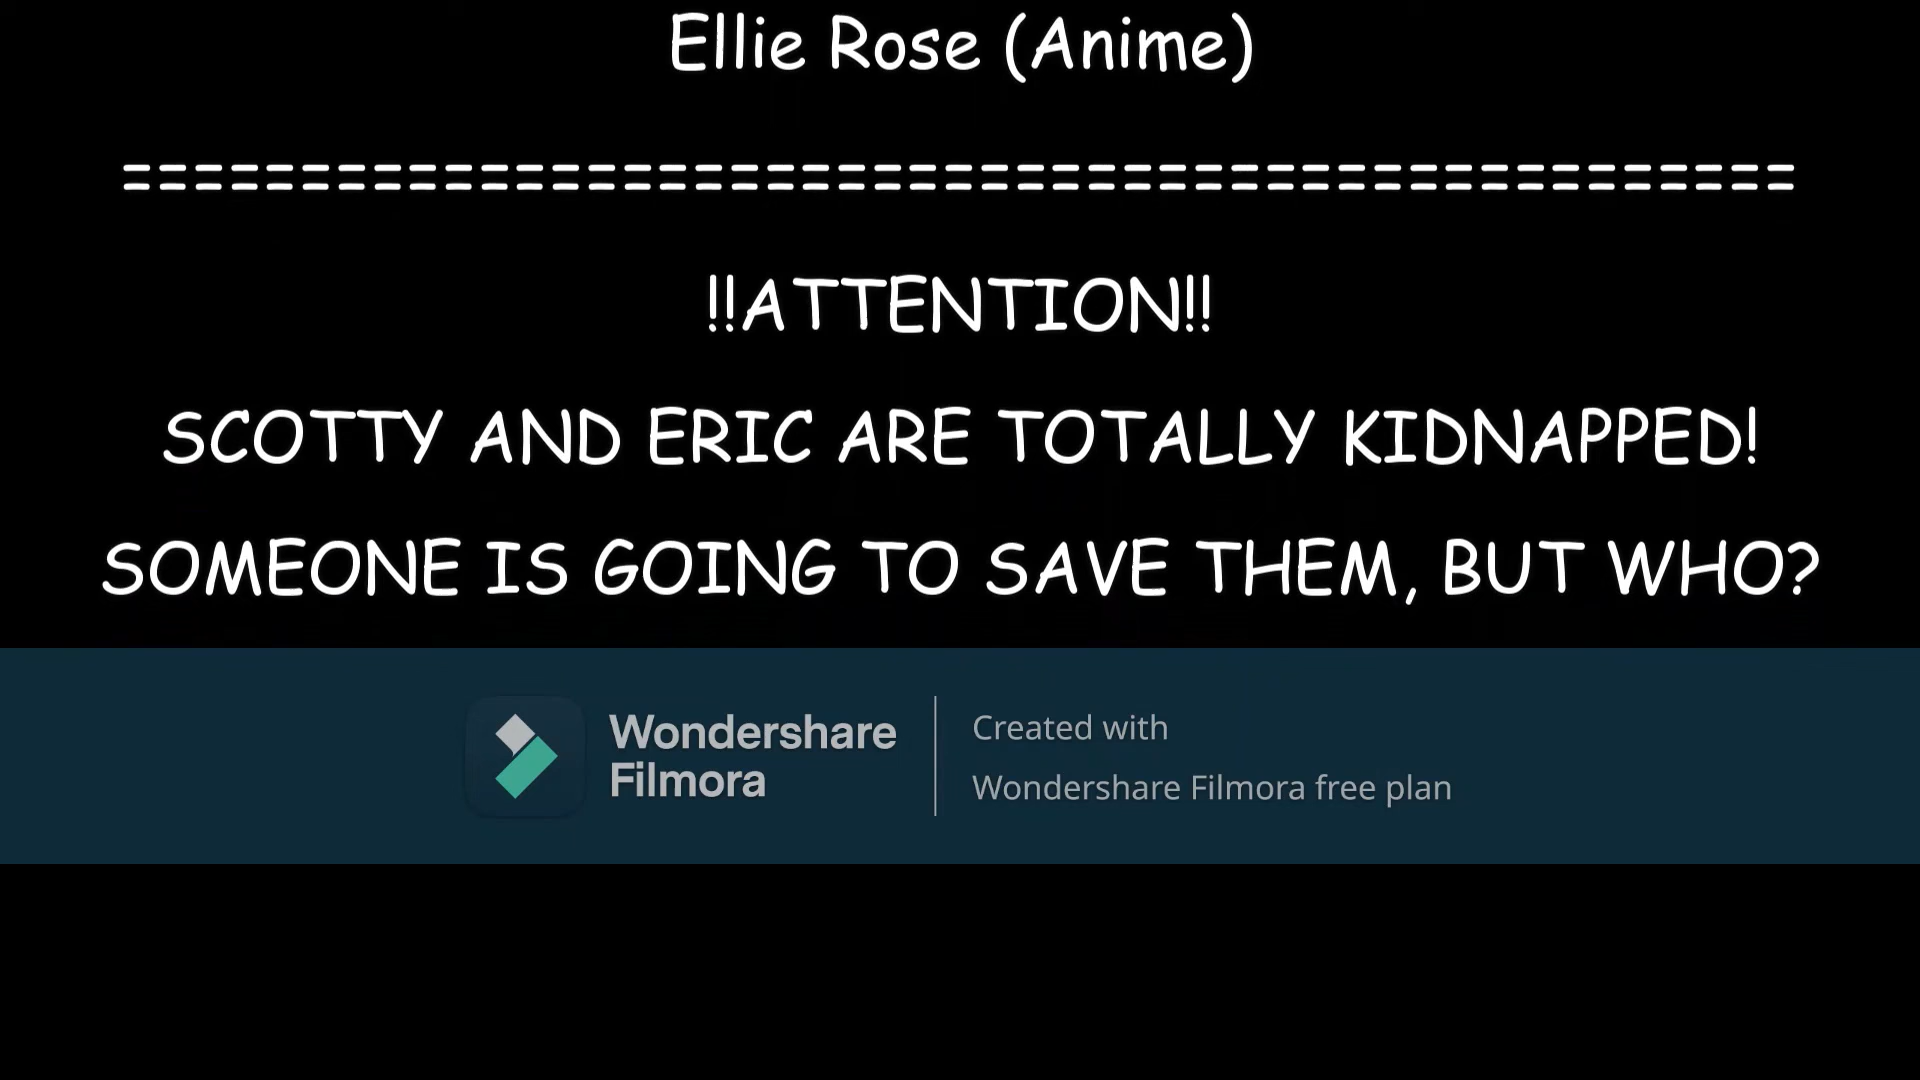 Ellie Rose (Anime)
===============================================
!!ATTENTION!!
SCOTTY AND ERIC ARE TOTALLY KIDNAPPED!
SOMEONE IS GOING TO SAVE THEM, BUT WHO?
Wondershare
Filmora
Created with
Wondershare Filmora free plan